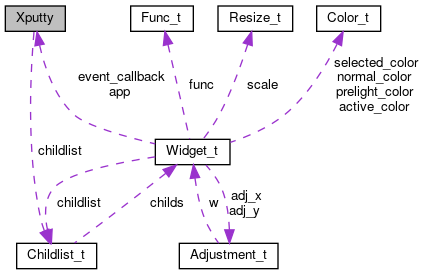 Xputty
Func_t
Resize_t
Color_t
selected_color
normal_color
prelight_color
active_color
event_callback
app
func
scale
childlist
Widget_t
childlist
childs
w
adj_x
adj_y
Childlist_t
Adjustment_t